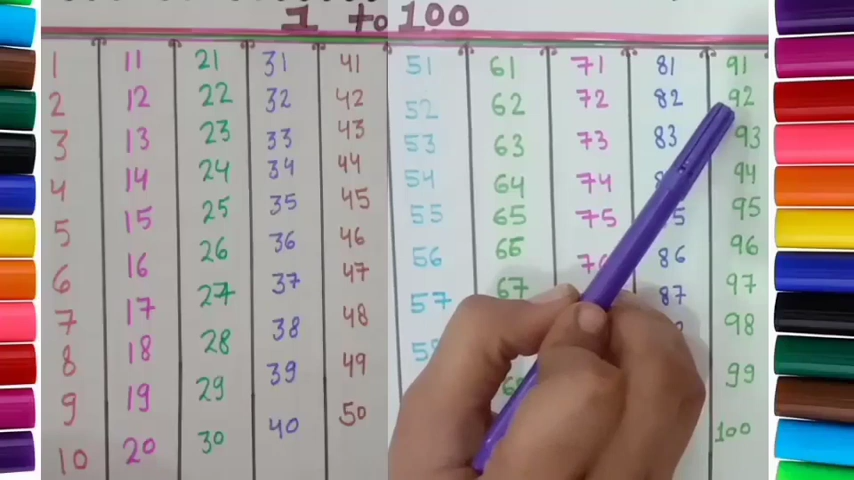 1 to 100
1 11 21 31 41 51 61 71 81 91
2 12 22 32 42 52 62 72 82 92
3 13 23 33 43 53 63 73 83 93
4 14 24 34 44 54 64 74 94
5 15 25 35 45 55 65 75 95
6 16 26 36 46 56 66 76 86 96
7 17 27 37 47 57 67 87 97
8 18 28 38 48 58 98
9 19 29 39 49 99
10 20 30 40 50 100